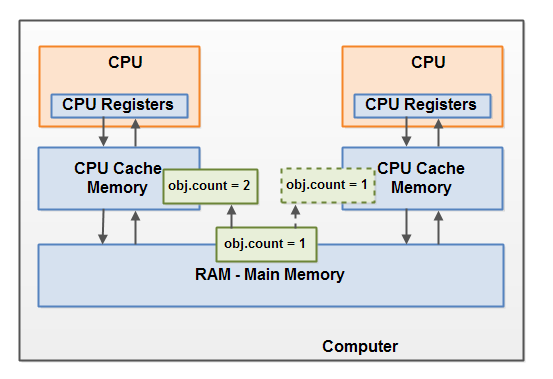 CPU
CPU
CPU Registers
CPU Registers
CPU Cache
Memory
CPU Cache
Memory
obj.count = 2
obj.count = 1
obj.count = 1
RAM - Main Memory
Computer